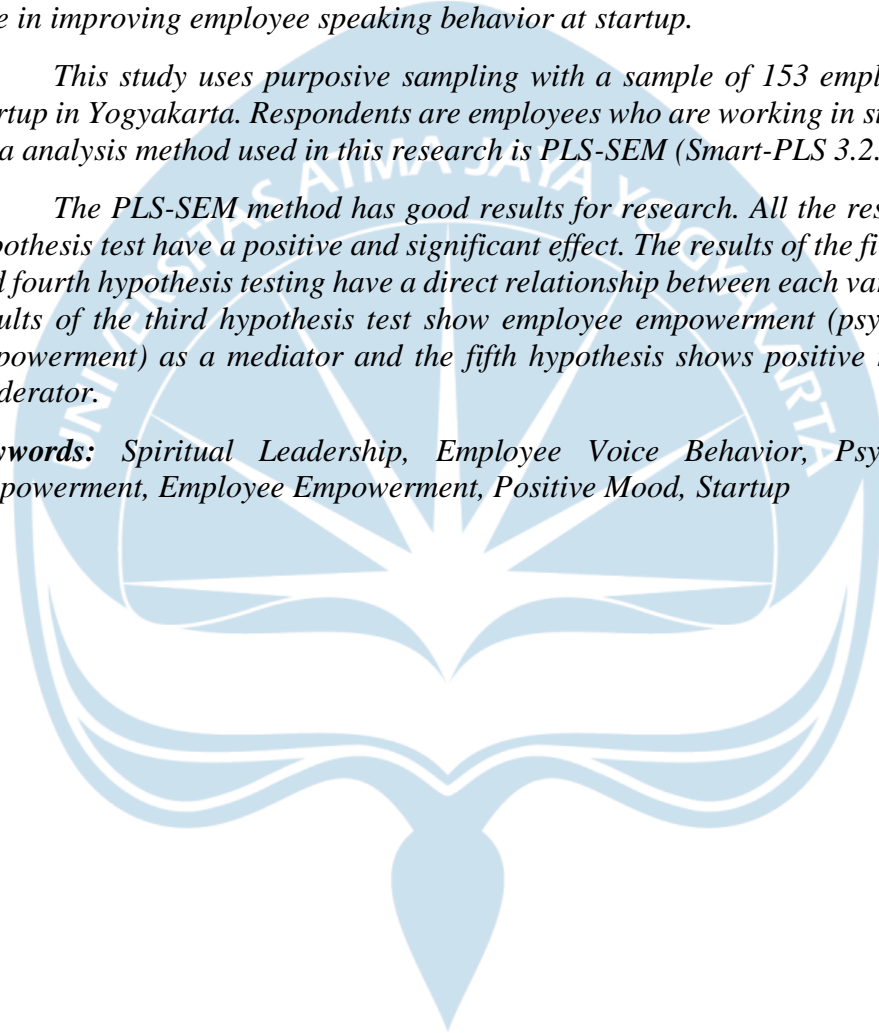 e in improving employee speaking behavior at startup.
This study uses purposive sampling with a sample of 153 empl
rtup in Yogyakarta. Respondents are employees who are working in s
a analysis method used in this research is PLS-SEM (Smart-PLS 3.2.
The PLS-SEM method has good results for research. All the res
pothesis test have a positive and significant effect. The results of the fi
d fourth hypothesis testing have a direct relationship between each var
ults of the third hypothesis test show employee empowerment (psy
powerment) as a mediator and the fifth hypothesis shows positive
derator.
ywords: Spiritual Leadership, Employee Voice Behavior, Psy
powerment, Employee Empowerment, Positive Mood, Startup
UNIVERSITAS ATMA JAYA YOGYAKARTA